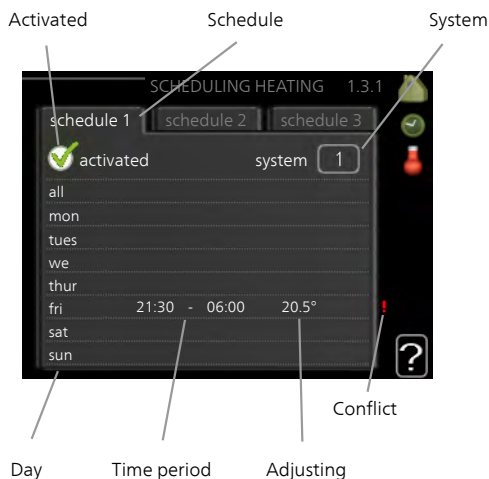 Activated Schedule System
SCHEDULING HEATING 1.3.1
schedule 1 schedule 2 schedule 3
activated system 1
all
mon
tues
we
thur
fri 21:30 - 06:00 20.5° !
sat
sun
?
Conflict
Day Time period Adjusting